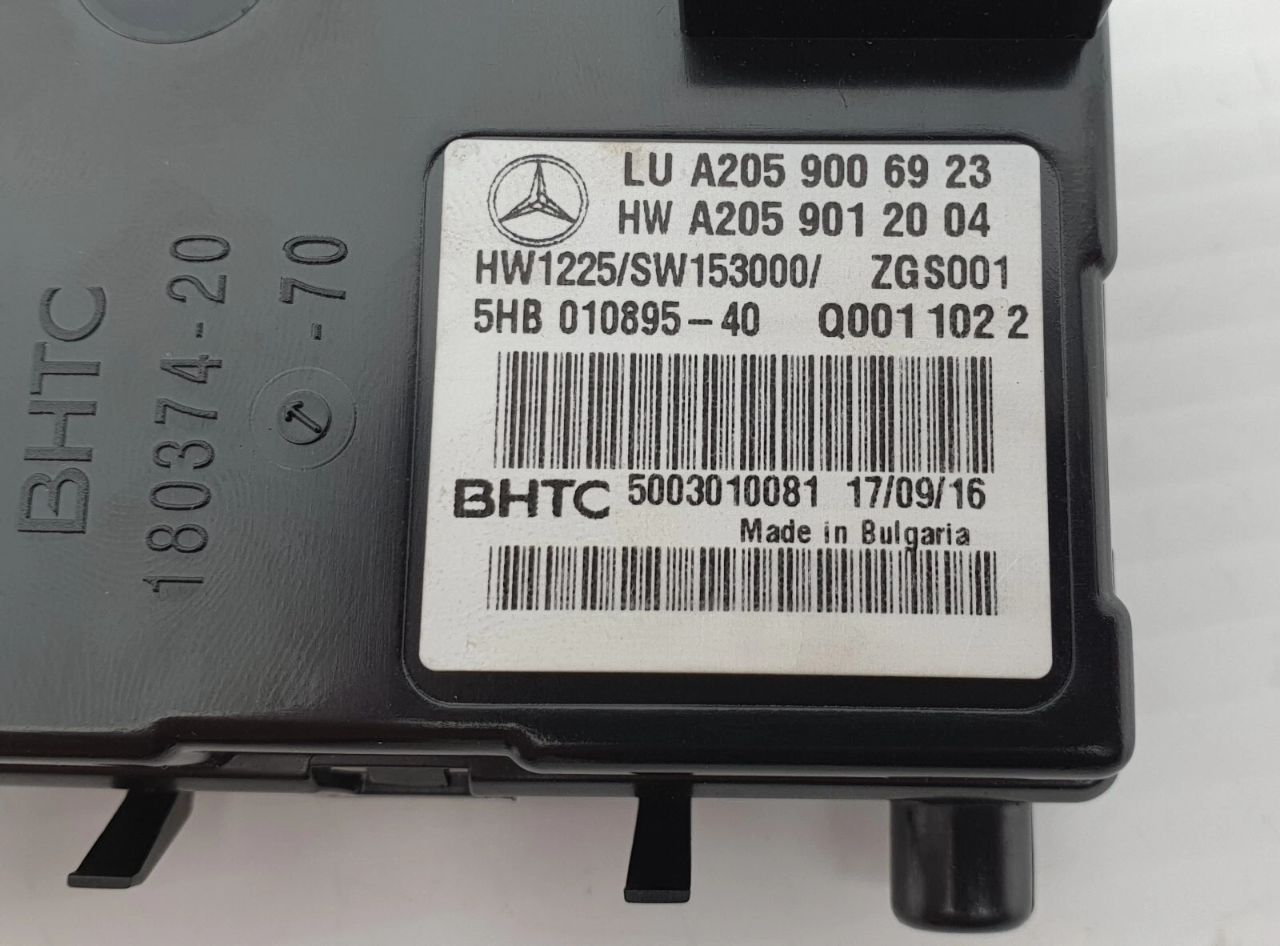 LU A205 900 69 23
HW A205 901 20 04
HW1225/SW153000/ ZGS001
5HB 010895-40 Q001 102 2
BHTC 5003010081 17/09/16
Made in Bulgaria
BHTC
180374-20
-70